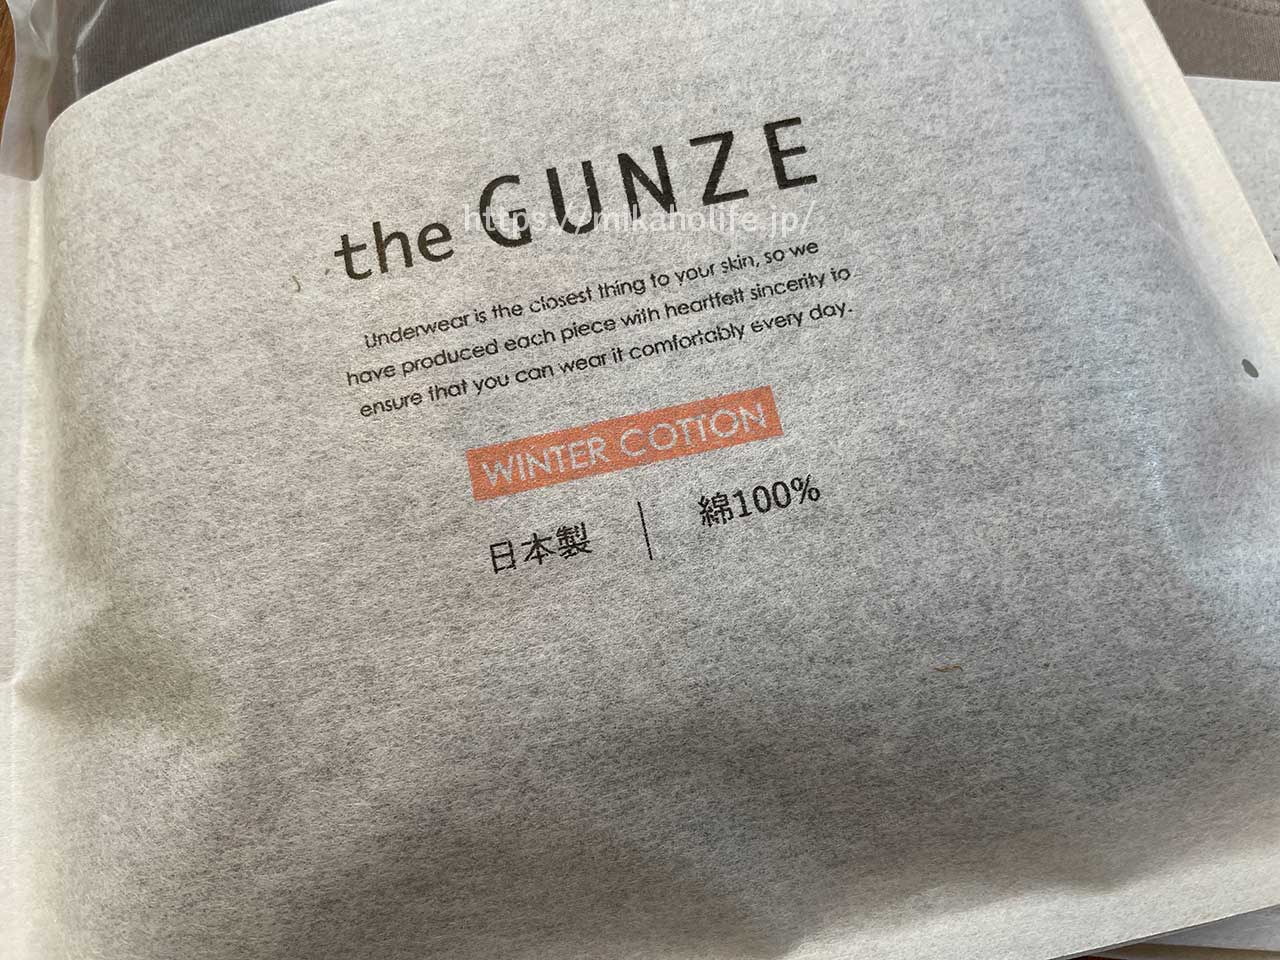 the GUNZE
https://mikaholife.jp/
Underwear is the closest thing to your skin, so we
have produced each piece with heartfelt sincerity to
ensure that you can wear it comfortably every day.
WINTER COTTON
日本製 | 綿100%